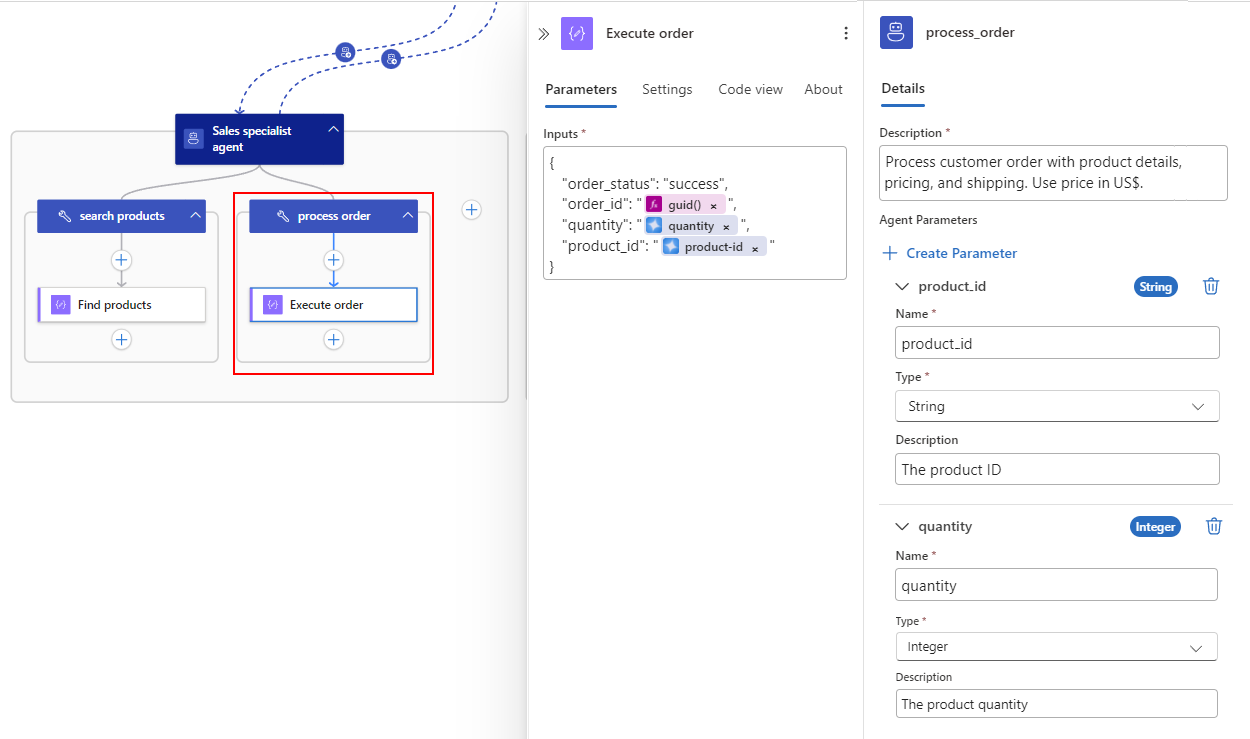 Sales specialist
agent
search products
process order
Find products
Execute order
Execute order
Parameters Settings Code view About
Inputs *
{
"order_status": "success",
"order_id": " guid() × ",
"quantity": " quantity × ",
"product_id": " product-id × "
}
process_order
Details
Description *
Process customer order with product details,
pricing, and shipping. Use price in US$.
Agent Parameters
Create Parameter
product_id String
Name *
product_id
Type *
String
Description
The product ID
quantity Integer
Name *
quantity
Type *
Integer
Description
The product quantity